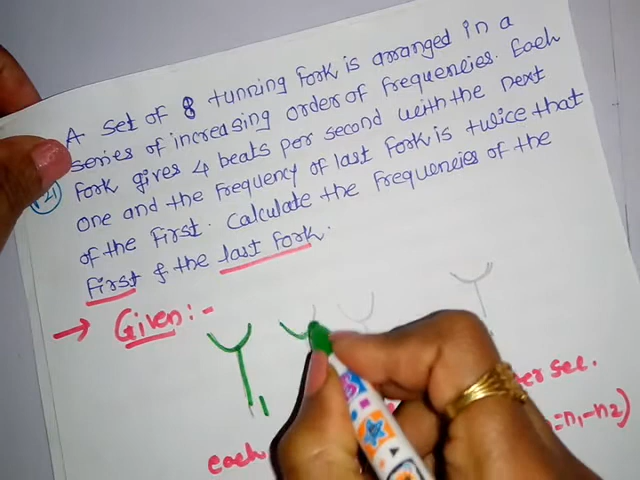 A set of 8 tunning fork is arranged in a
series of increasing order of frequencies. Each
fork gives 4 beats per second with the next
one and the frequency of last fork is twice that
of the first. Calculate the frequencies of the
first & the last fork.
12)
→ Given:-
1
each
per sec.
=n₁-n₂)